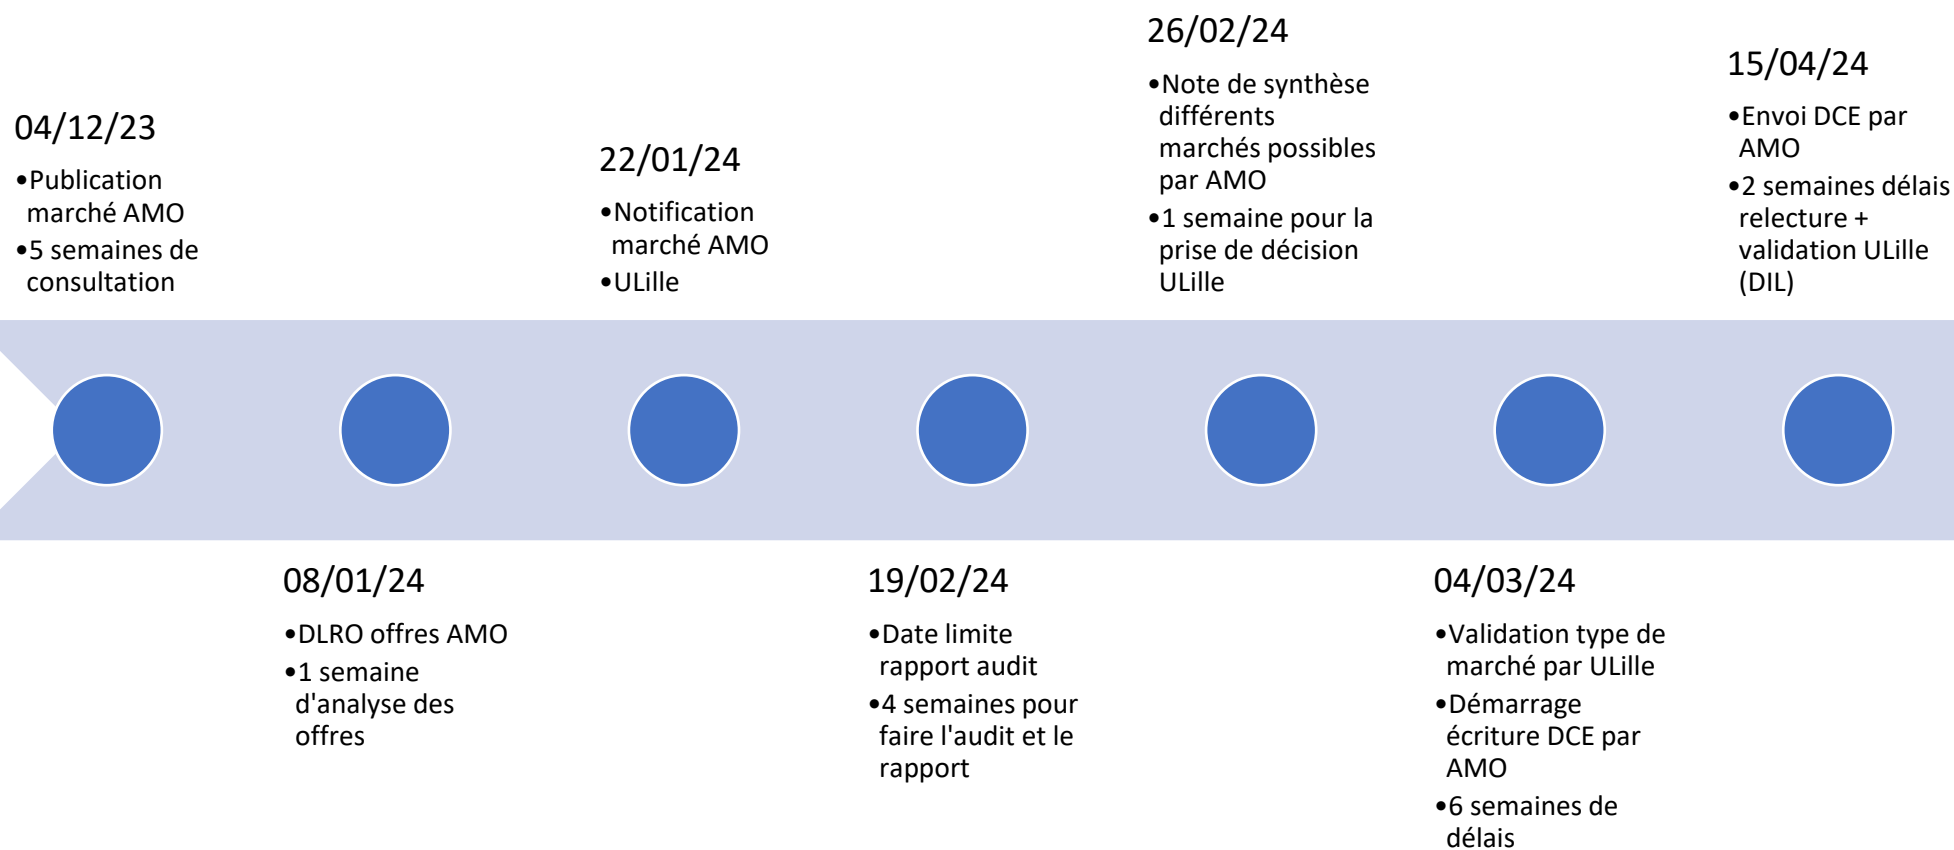 04/12/23
•Publication
marché AMO
•5 semaines de
consultation
08/01/24
•DLRO offres AMO
•1 semaine
d'analyse des
offres
22/01/24
•Notification
marché AMO
•ULille
19/02/24
•Date limite
rapport audit
•4 semaines pour
faire l'audit et le
rapport
26/02/24
•Note de synthèse
différents
marchés possibles
par AMO
•1 semaine pour la
prise de décision
ULille
04/03/24
•Validation type de
marché par ULille
•Démarrage
écriture DCE par
AMO
•6 semaines de
délais
15/04/24
•Envoi DCE par
AMO
•2 semaines délais
relecture +
validation ULille
(DIL)